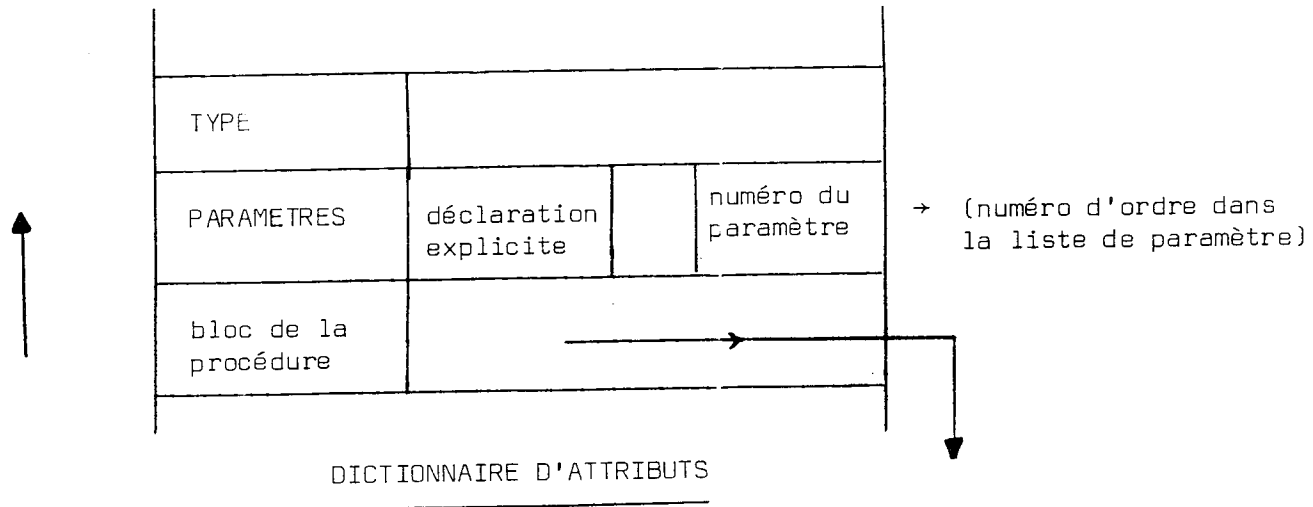 TYPE
PARAMETRES
déclaration
explicite
numéro du
paramètre
→ (numéro d'ordre dans
la liste de paramètre)
bloc de la
procédure
DICTIONNAIRE D'ATTRIBUTS